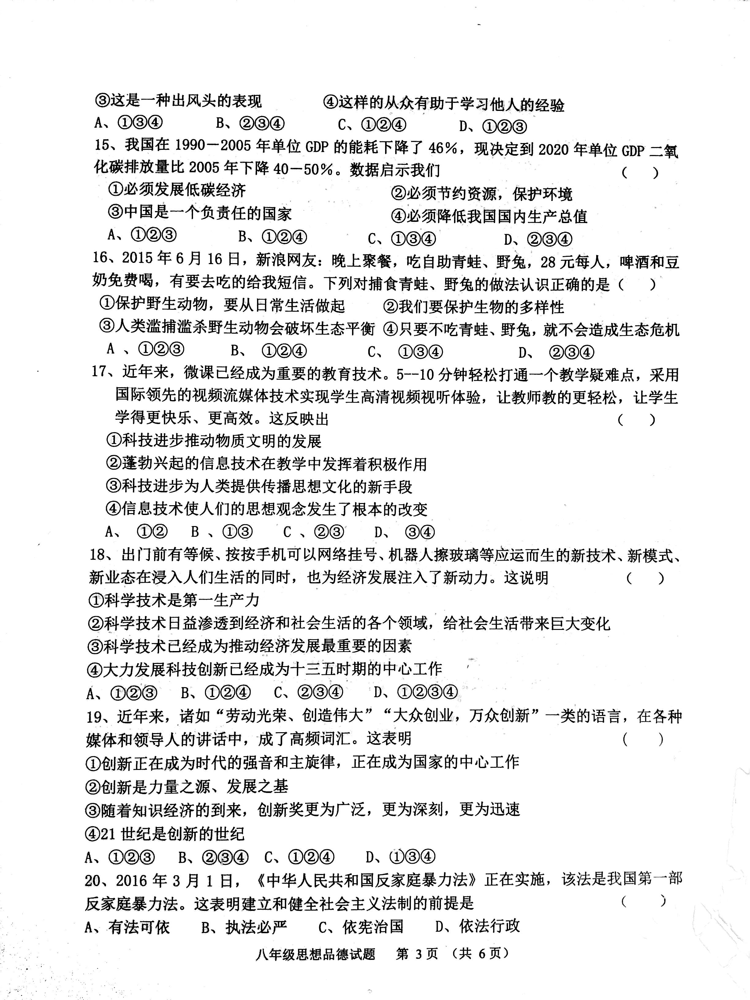 ③这是一种出风头的表现 ④这样的从众有助于学习他人的经验
A、①③④ B、②③④ C、①②④ D、①②③
15、我国在 1990—2005 年单位 GDP 的能耗下降了 46%，现决定到 2020 年单位 GDP 二氧
化碳排放量比 2005 年下降 40—50%。数据启示我们 （ ）
①必须发展低碳经济 ②必须节约资源，保护环境
③中国是一个负责任的国家 ④必须降低我国国内生产总值
A、①②③ B、①②④ C、①③④ D、②③④
16、2015 年 6 月 16 日，新浪网友：晚上聚餐，吃自助青蛙、野兔，28 元每人，啤酒和豆
奶免费喝，有要去吃的给我短信。下列对捕食青蛙、野兔的做法认识正确的是（ ）
①保护野生动物，要从日常生活做起 ②我们要保护生物的多样性
③人类滥捕滥杀野生动物会破坏生态平衡 ④只要不吃青蛙、野兔，就不会造成生态危机
A 、①②③ B、 ①②④ C、 ①③④ D、 ②③④
17、近年来，微课已经成为重要的教育技术。5--10 分钟轻松打通一个教学疑难点，采用
国际领先的视频流媒体技术实现学生高清视频视听体验，让教师教的更轻松，让学生
学得更快乐、更高效。这反映出 （ ）
①科技进步推动物质文明的发展
②蓬勃兴起的信息技术在教学中发挥着积极作用
③科技进步为人类提供传播思想文化的新手段
④信息技术使人们的思想观念发生了根本的改变
A、 ①② B 、①③ C 、②③ D、 ③④
18、出门前有等候、按按手机可以网络挂号、机器人擦玻璃等应运而生的新技术、新模式、
新业态在浸入人们生活的同时，也为经济发展注入了新动力。这说明 （ ）
①科学技术是第一生产力
②科学技术日益渗透到经济和社会生活的各个领域，给社会生活带来巨大变化
③科学技术已经成为推动经济发展最重要的因素
④大力发展科技创新已经成为十三五时期的中心工作
A、①②③ B、①②④ C、②③④ D、①②③④
19、近年来，诸如“劳动光荣、创造伟大”“大众创业，万众创新”一类的语言，在各种
媒体和领导人的讲话中，成了高频词汇。这表明 （ ）
①创新正在成为时代的强音和主旋律，正在成为国家的中心工作
②创新是力量之源、发展之基
③随着知识经济的到来，创新奖更为广泛，更为深刻，更为迅速
④21 世纪是创新的世纪
A、①②③ B、②③④ C、①②④ D、①③④
20、2016 年 3 月 1 日，《中华人民共和国反家庭暴力法》正在实施，该法是我国第一部
反家庭暴力法。这表明建立和健全社会主义法制的前提是 （ ）
A、有法可依 B、执法必严 C、依宪治国 D、依法行政
八年级思想品德试题 第 3 页 （共 6 页）